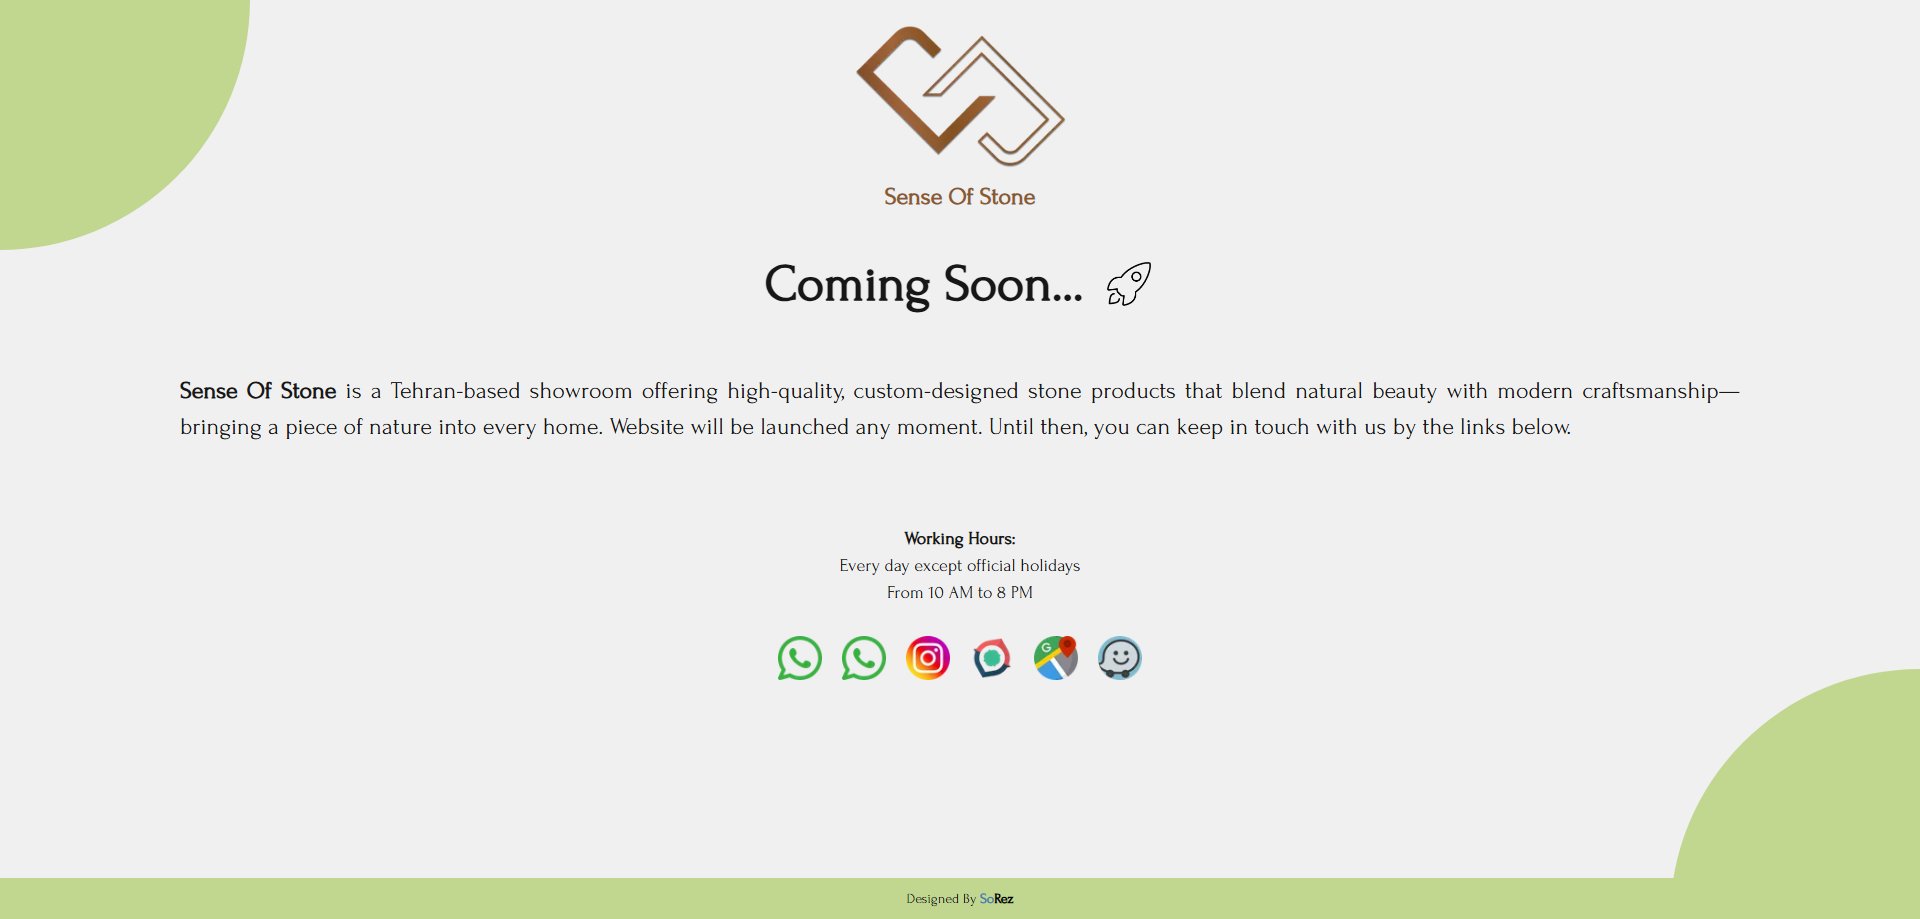 Sense Of Stone
Coming Soon...
Sense Of Stone is a Tehran-based showroom offering high-quality, custom-designed stone products that blend natural beauty with modern craftsmanship—
bringing a piece of nature into every home. Website will be launched any moment. Until then, you can keep in touch with us by the links below.
Working Hours:
Every day except official holidays
From 10 AM to 8 PM
G
Designed By SoRez